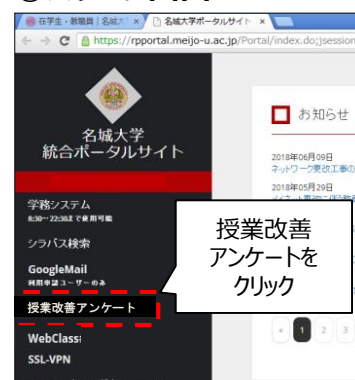 在学生・教職員 | 名城大
名城大学ポータルサイト
https://rpportal.meijo-u.ac.jp/Portal/index.do;jsession
名城大学
統合ポータルサイト
学務システム
8:30~22:30まで使用可能
シラバス検索
GoogleMail
利用申請ユーザーのみ
授業改善アンケート
WebClass
SSL-VPN
お知らせ
2018年06月09日
ネットワーク更改工事の
2018年05月29日
授業改善
アンケートを
クリック
«
1
2
3